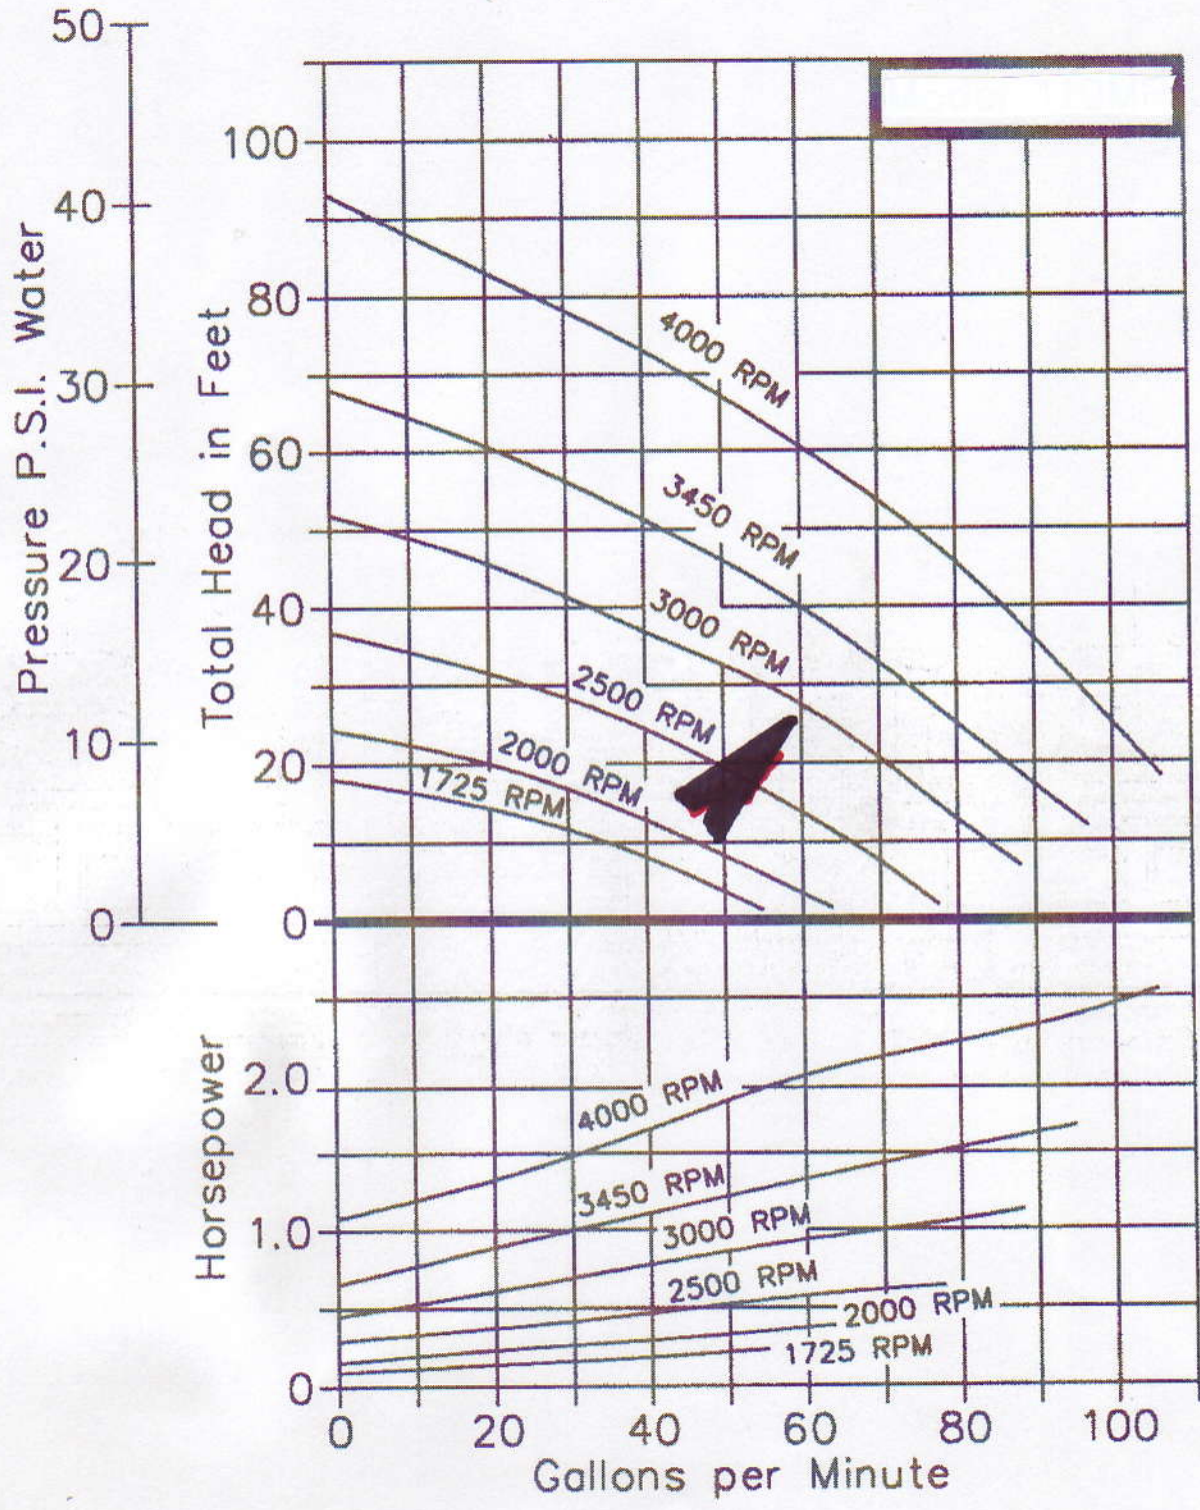 50
40
30
20
10
0
Pressure P.S.I. Water
100
80
60
40
20
0
Total Head in Feet
4000 RPM
3450 RPM
3000 RPM
2500 RPM
2000 RPM
1725 RPM
2.0
1.0
0
Horsepower
4000 RPM
3450 RPM
3000 RPM
2500 RPM
2000 RPM
1725 RPM
0 20 40 60 80 100
Gallons per Minute